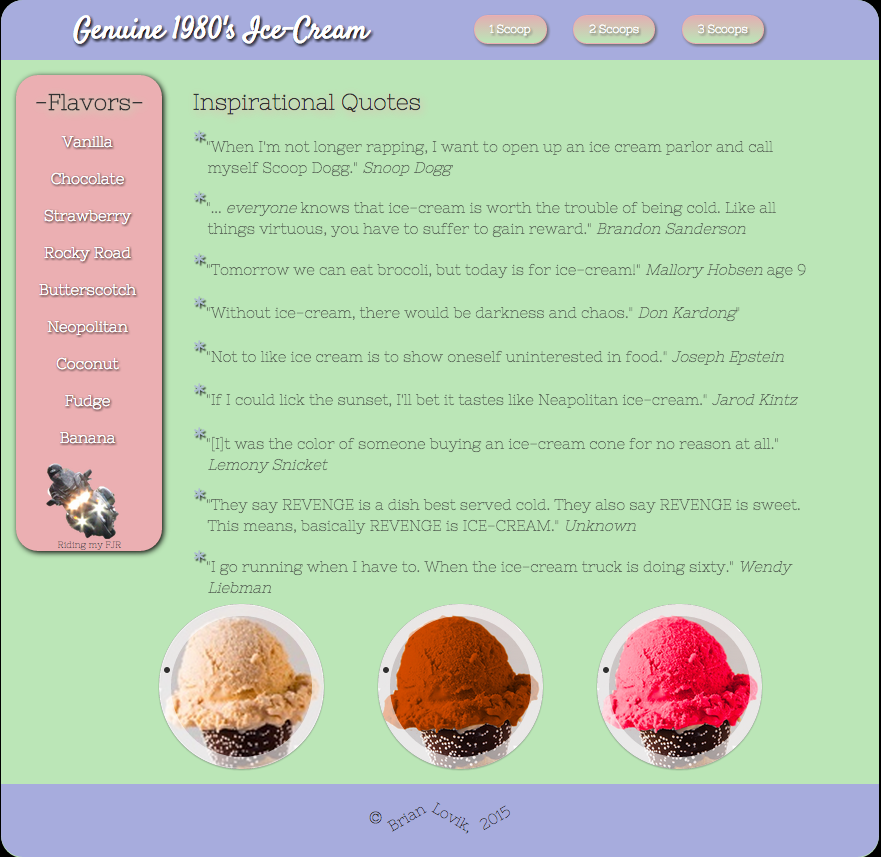 Genuine 1980's Ice-Cream
1 Scoop
2 Scoops
3 Scoops
-Flavors-
Vanilla
Chocolate
Strawberry
Rocky Road
Butterscotch
Neopolitan
Coconut
Fudge
Banana
Riding my FJR
Inspirational Quotes
"When I'm not longer rapping, I want to open up an ice cream parlor and call
myself Scoop Dogg." Snoop Dogg
"... everyone knows that ice-cream is worth the trouble of being cold. Like all
things virtuous, you have to suffer to gain reward." Brandon Sanderson
"Tomorrow we can eat brocoli, but today is for ice-cream!" Mallory Hobsen age 9
"Without ice-cream, there would be darkness and chaos." Don Kardong"
"Not to like ice cream is to show oneself uninterested in food." Joseph Epstein
"If I could lick the sunset, I'll bet it tastes like Neapolitan ice-cream." Jarod Kintz
"[I]t was the color of someone buying an ice-cream cone for no reason at all."
Lemony Snicket
"They say REVENGE is a dish best served cold. They also say REVENGE is sweet.
This means, basically REVENGE is ICE-CREAM." Unknown
"I go running when I have to. When the ice-cream truck is doing sixty." Wendy
Liebman
© Brian Lovik, 2015